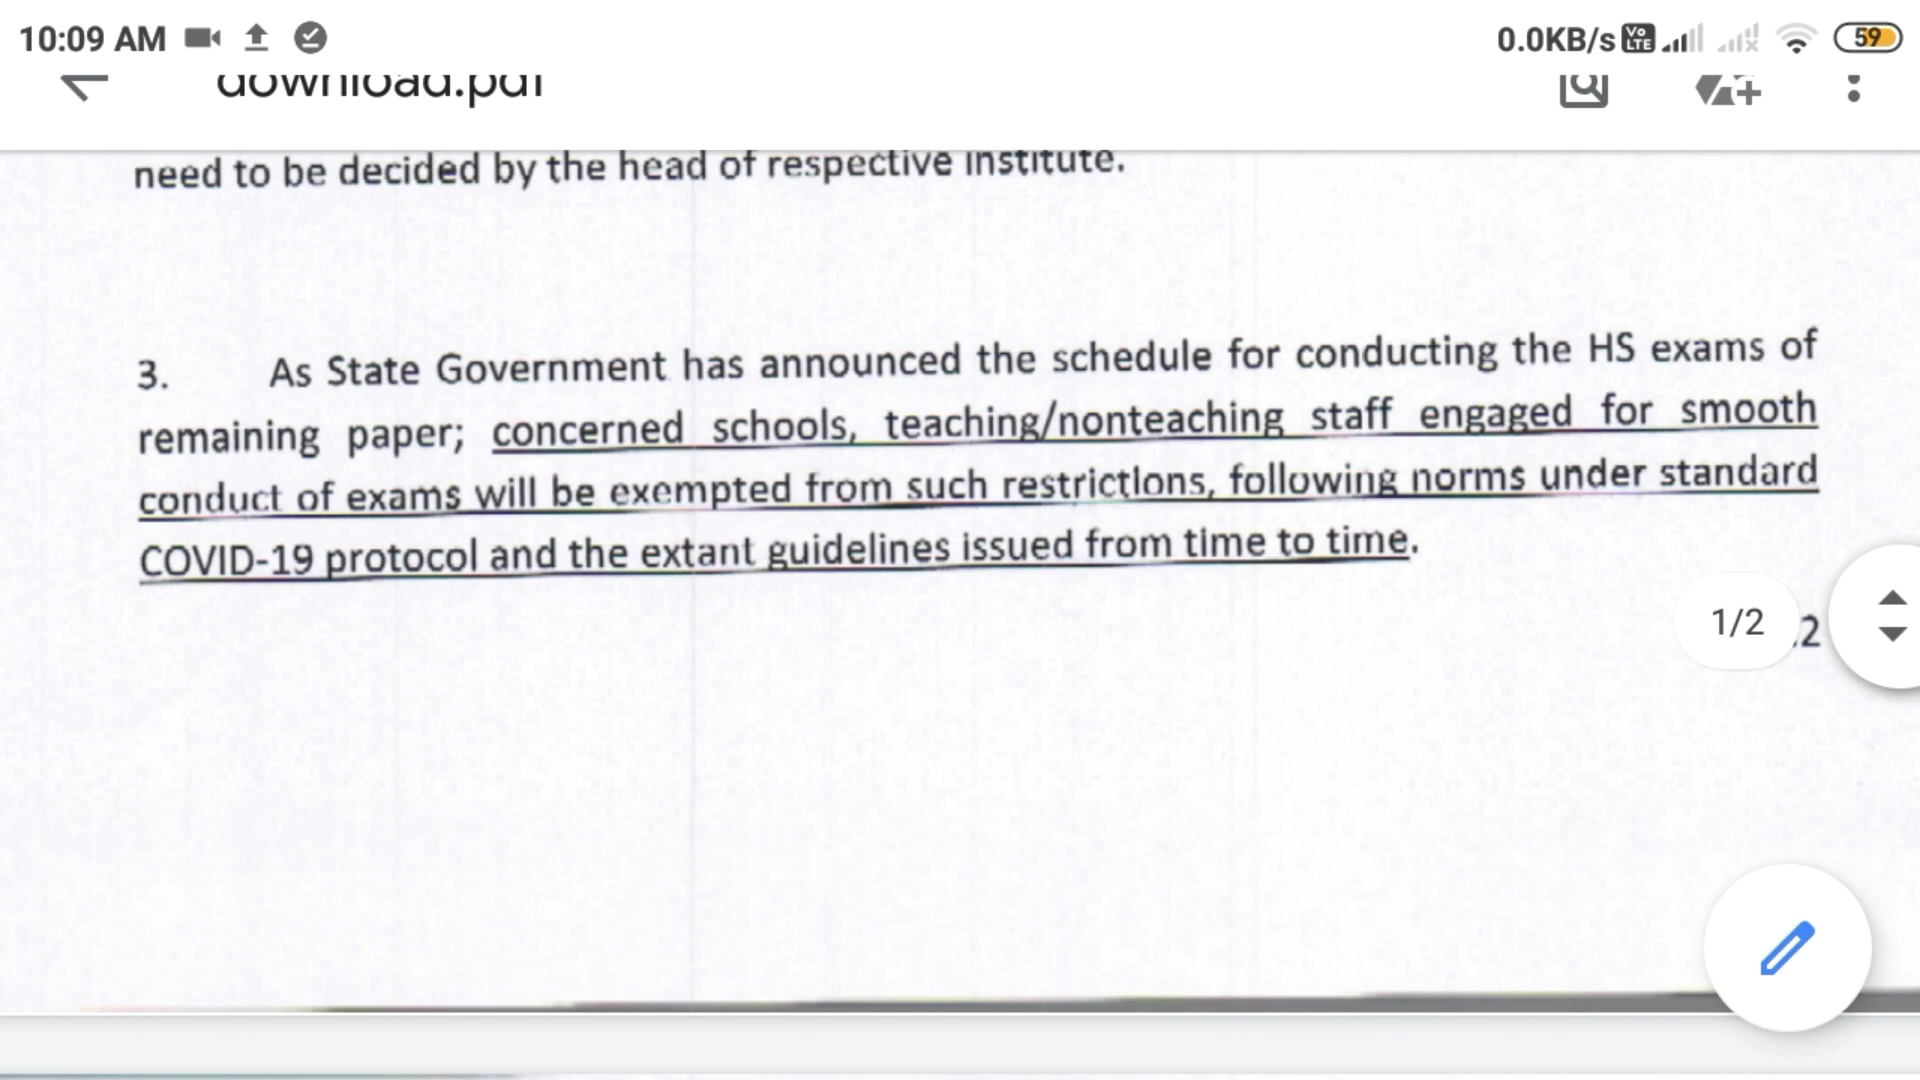 10:09 AM 0.0KB/s Vo LTE 59
download.pdf
need to be decided by the head of respective institute.
3. As State Government has announced the schedule for conducting the HS exams of
remaining paper; concerned schools, teaching/nonteaching staff engaged for smooth
conduct of exams will be exempted from such restrictions, following norms under standard
COVID-19 protocol and the extant guidelines issued from time to time.
1/2 .2